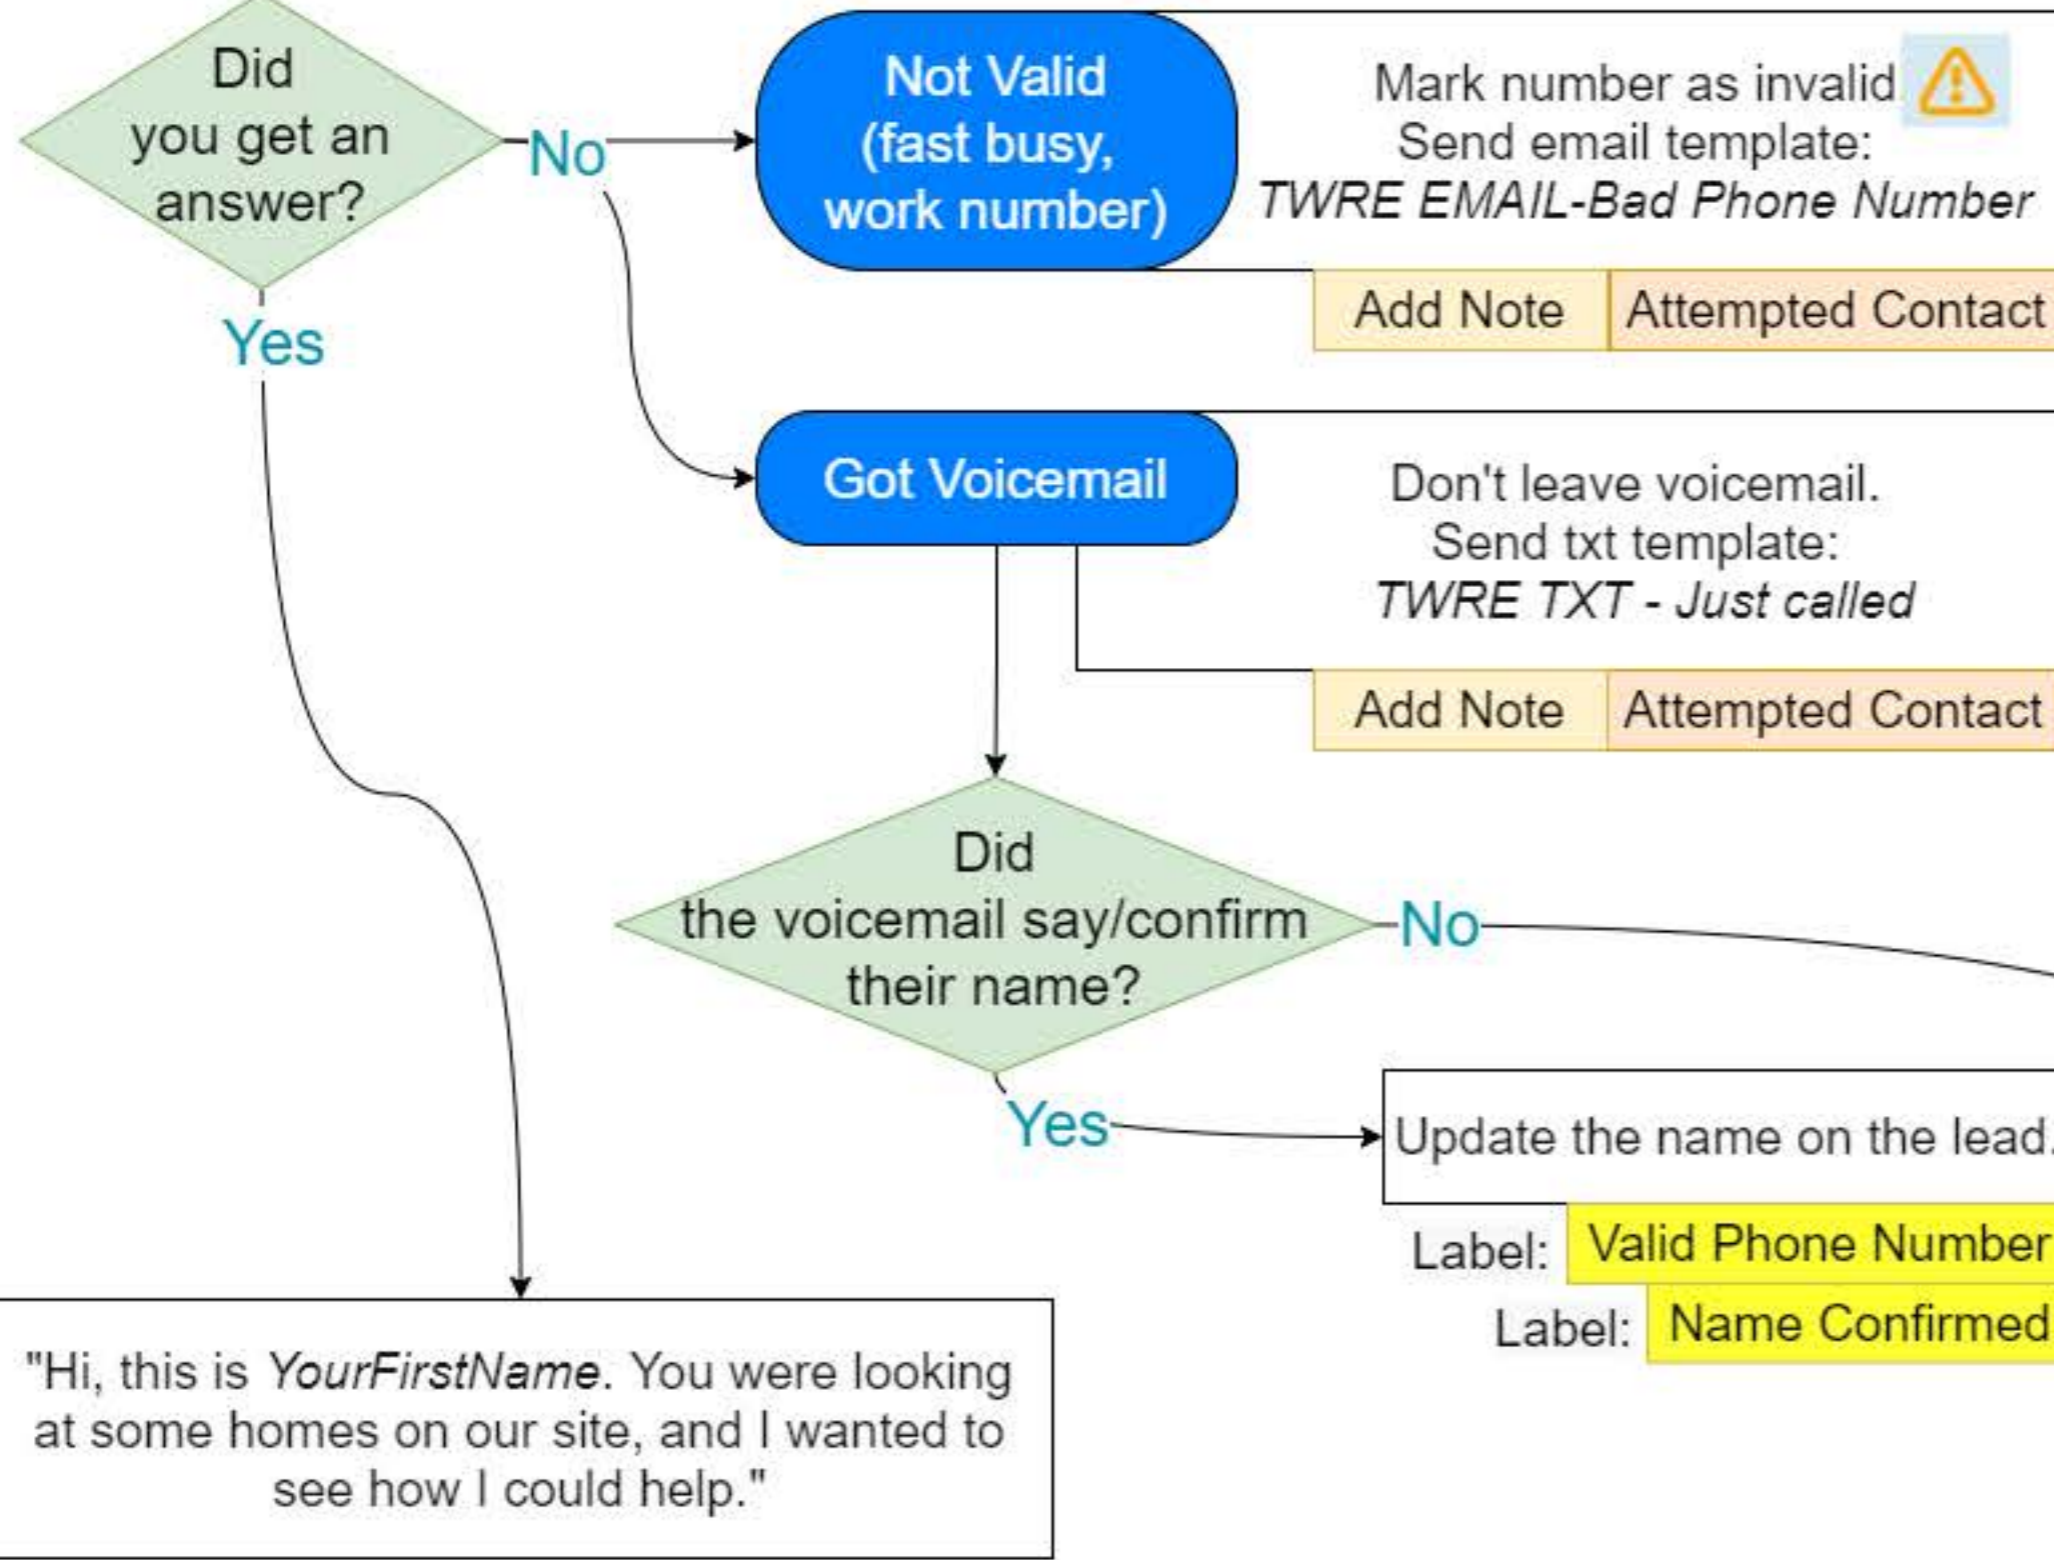 Did
you get an
answer?
No
Yes
Not Valid
(fast busy,
work number)
Mark number as invalid
Send email template:
TWRE EMAIL-Bad Phone Number
Add Note
Attempted Contact
Got Voicemail
Don't leave voicemail.
Send txt template:
TWRE TXT - Just called
Add Note
Attempted Contact
Did
the voicemail say/confirm
their name?
No
Yes
Update the name on the lead.
Label: Valid Phone Number
Label: Name Confirmed
"Hi, this is YourFirstName. You were looking
at some homes on our site, and I wanted to
see how I could help."